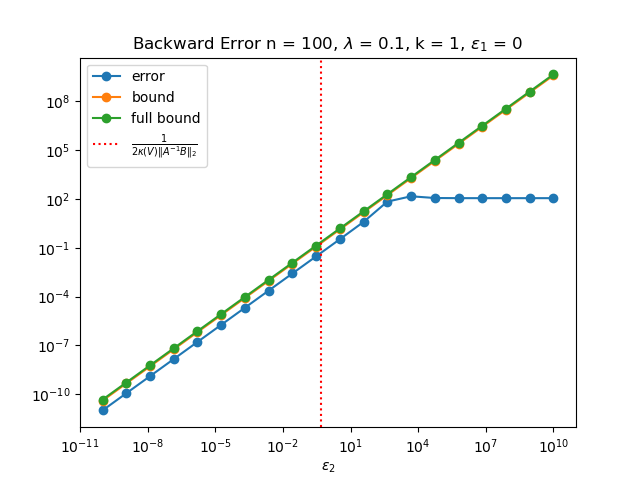 Backward Error n = 100, λ = 0.1, k = 1, ε₁ = 0
error
bound
full bound
1/(2κ(V)‖A⁻¹B‖₂)
10⁸
10⁵
10²
10⁻¹
10⁻⁴
10⁻⁷
10⁻¹⁰
10⁻¹¹ 10⁻⁸ 10⁻⁵ 10⁻² 10¹ 10⁴ 10⁷ 10¹⁰
ε₂